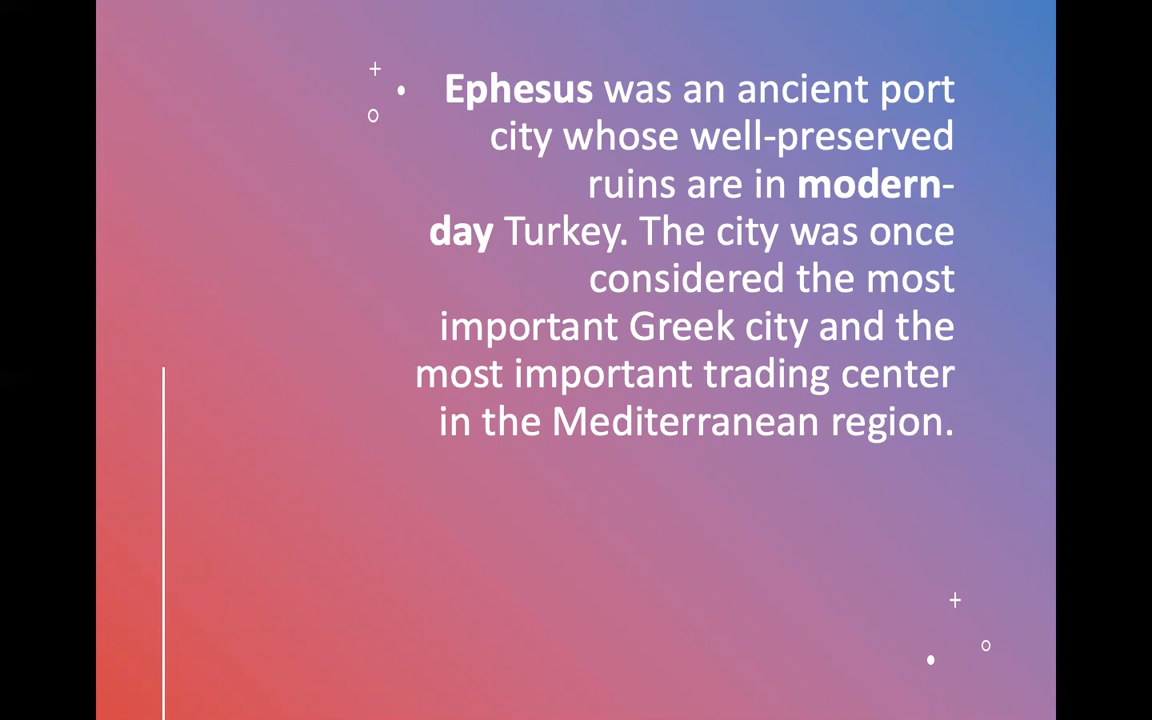 Ephesus was an ancient port
city whose well-preserved
ruins are in modern-
day Turkey. The city was once
considered the most
important Greek city and the
most important trading center
in the Mediterranean region.